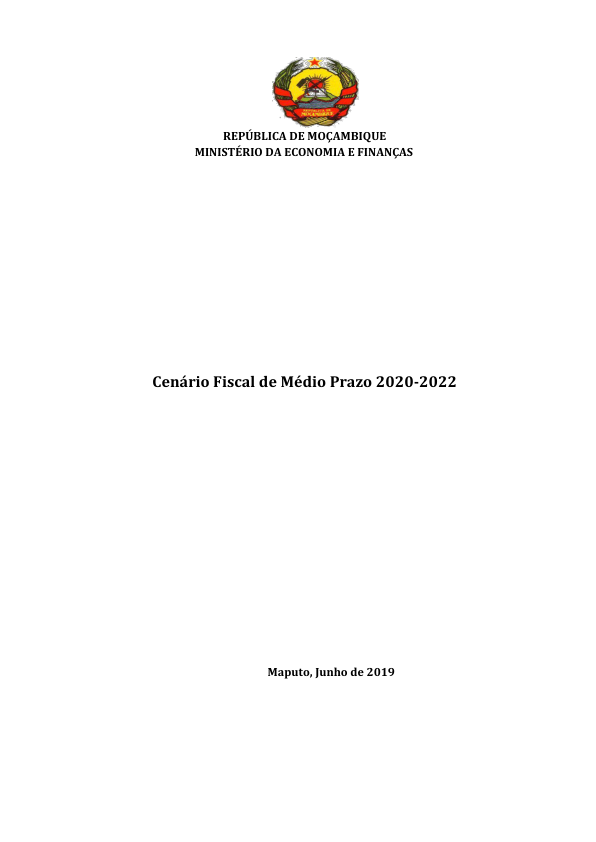 REPÚBLICA DE MOÇAMBIQUE
MINISTÉRIO DA ECONOMIA E FINANÇAS
Cenário Fiscal de Médio Prazo 2020-2022
Maputo, Junho de 2019